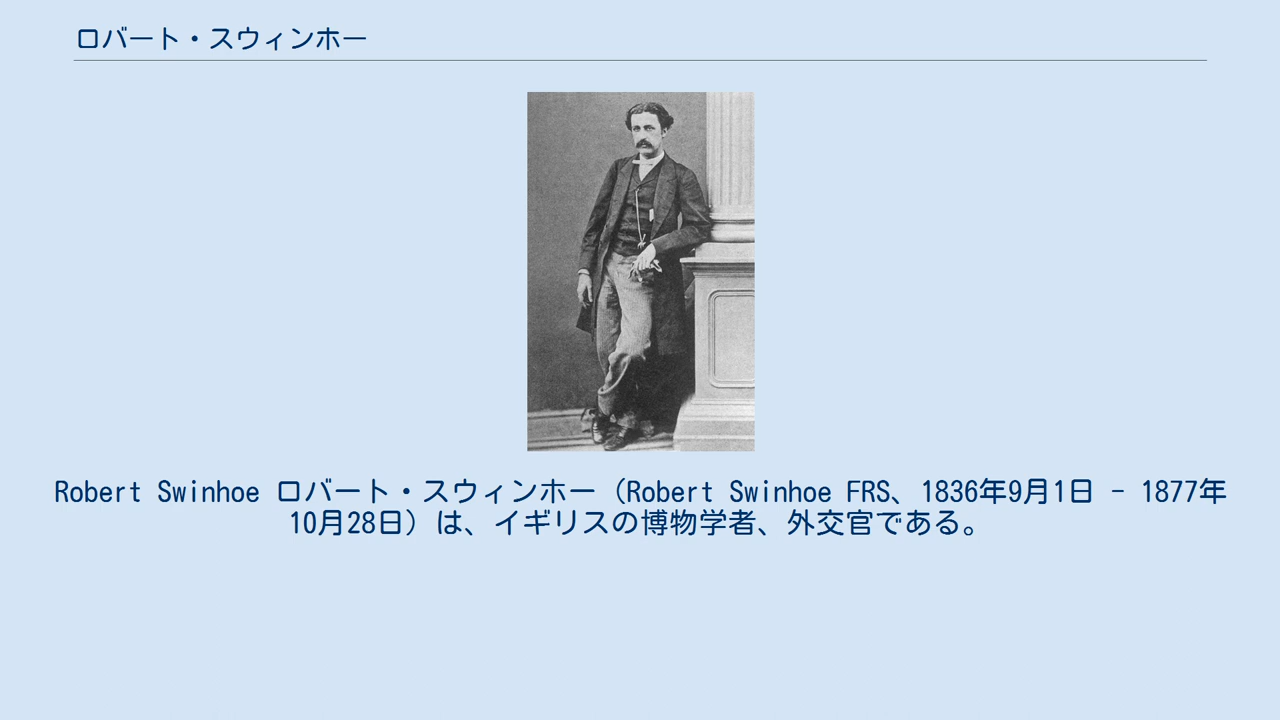 ロバート・スウィンホー
Robert Swinhoe ロバート・スウィンホー（Robert Swinhoe FRS、1836年9月1日 - 1877年
10月28日）は、イギリスの博物学者、外交官である。